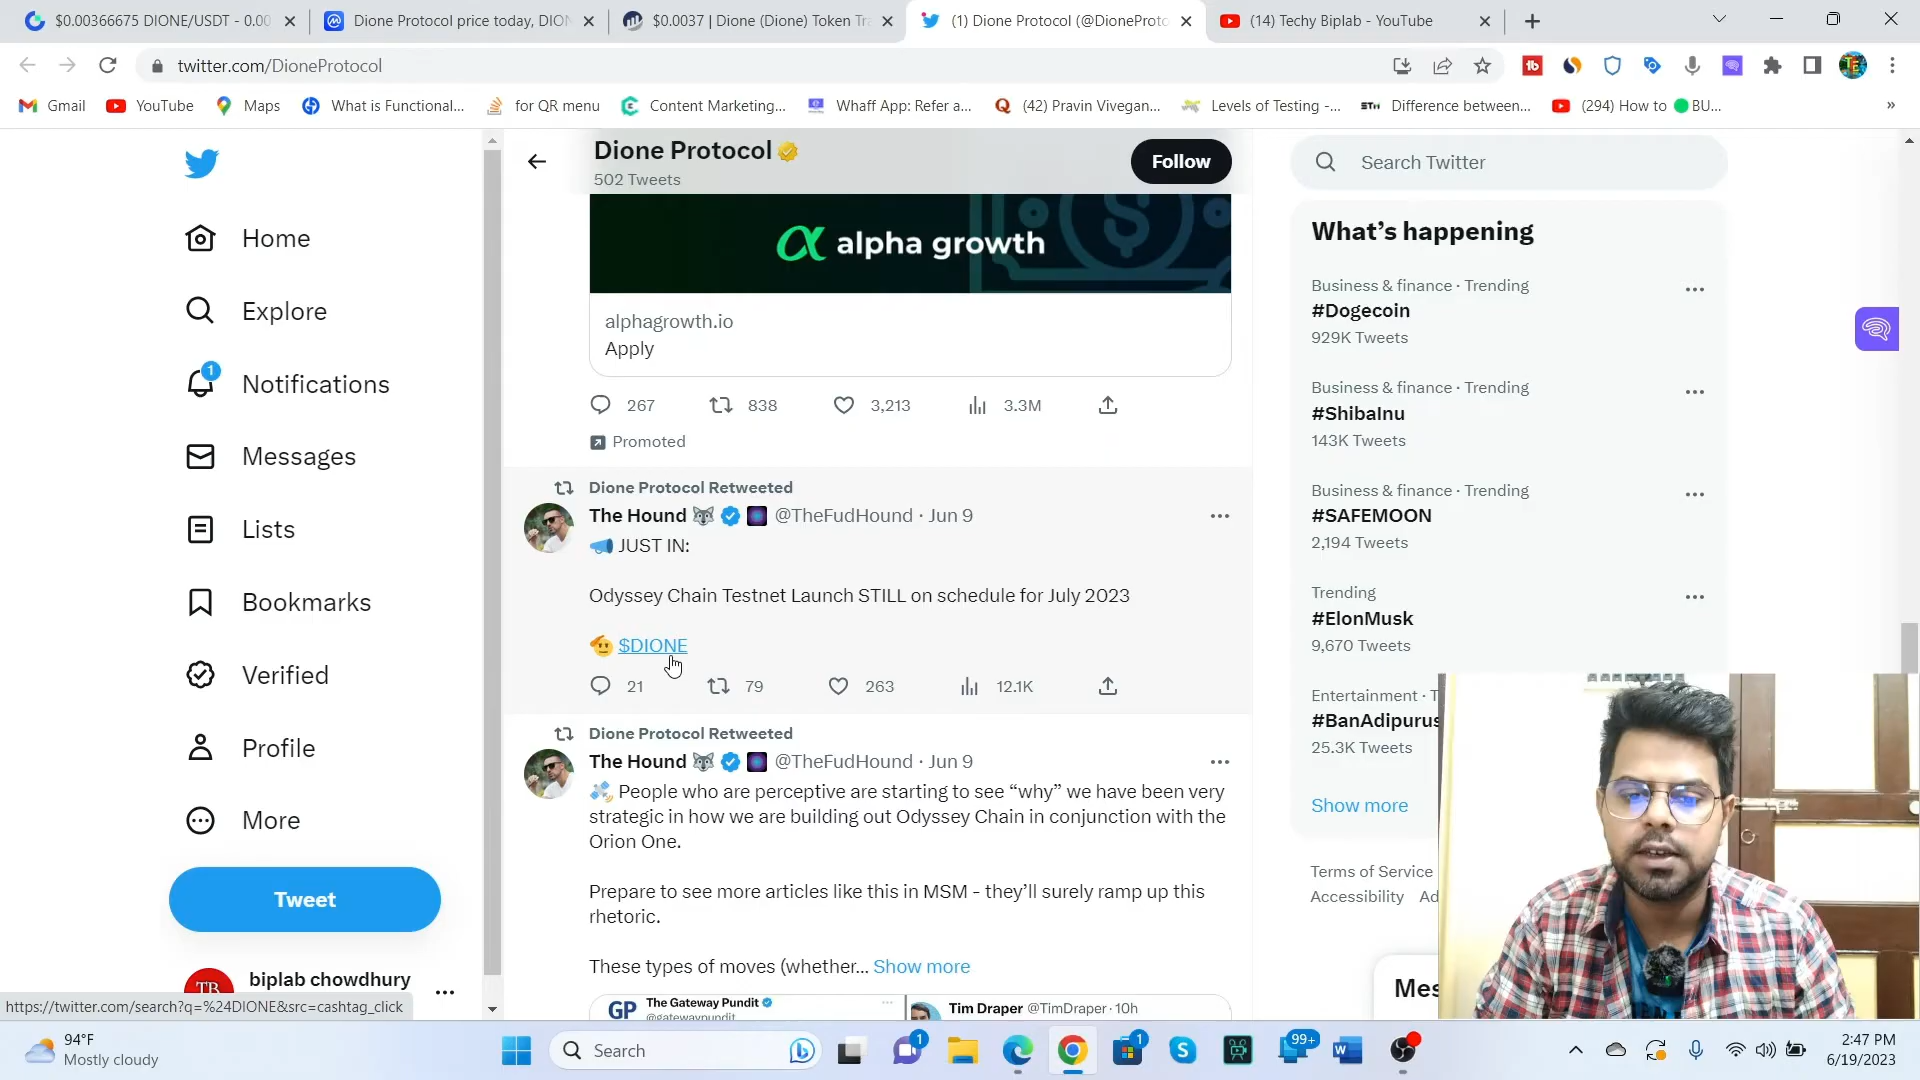 $0.00366675 DIONE/USDT - 0.00
Dione Protocol price today, DION
$0.0037 | Dione (Dione) Token Tra
(1) Dione Protocol (@DioneProto
(14) Techy Biplab - YouTube
twitter.com/DioneProtocol
Gmail
YouTube
Maps
What is Functional...
for QR menu
Content Marketing...
Whaff App: Refer a...
(42) Pravin Vivegan...
Levels of Testing -...
Difference between...
(294) How to 🟢BU...
Home
Explore
1
Notifications
Messages
Lists
Bookmarks
Verified
Profile
More
Tweet
TB
biplab chowdhury
https://twitter.com/search?q=%24DIONE&src=cashtag_click
Dione Protocol
502 Tweets
Follow
alpha growth
alphagrowth.io
Apply
267 838 3,213 3.3M
Promoted
Dione Protocol Retweeted
The Hound @TheFudHound · Jun 9
JUST IN:
Odyssey Chain Testnet Launch STILL on schedule for July 2023
$DIONE
21 79 263 12.1K
Dione Protocol Retweeted
The Hound @TheFudHound · Jun 9
People who are perceptive are starting to see “why” we have been very
strategic in how we are building out Odyssey Chain in conjunction with the
Orion One.
Prepare to see more articles like this in MSM - they’ll surely ramp up this
rhetoric.
These types of moves (whether... Show more
GP The Gateway Pundit
@gatewaypundit
Tim Draper @TimDraper · 10h
Search Twitter
What’s happening
Business & finance · Trending
#Dogecoin
929K Tweets
Business & finance · Trending
#ShibaInu
143K Tweets
Business & finance · Trending
#SAFEMOON
2,194 Tweets
Trending
#ElonMusk
9,670 Tweets
Entertainment · T
#BanAdipurus
25.3K Tweets
Show more
Terms of Service
Accessibility Ad
Mes
94°F
Mostly cloudy
Search
1
1
99+
2:47 PM
6/19/2023